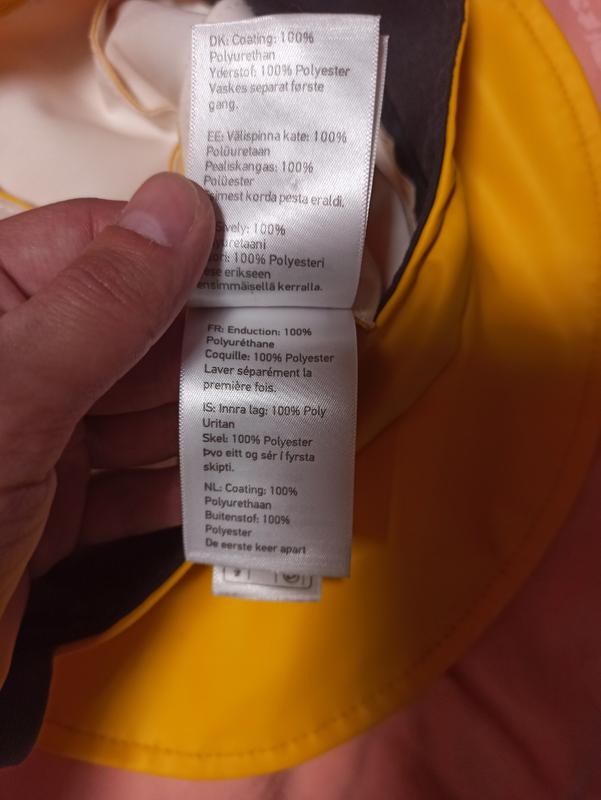 DK: Coating: 100%
Polyurethan
Yderstof: 100% Polyester
Vaskes separat første
gang.
EE: Välispinna kate: 100%
Polüuretaan
Pealiskangas: 100%
Polüester
Esimest korda pesta eraldi.
Sively: 100%
100% Polyesteri
erikseen
ensimmäisellä kerralla.
FR: Enduction: 100%
Polyuréthane
Coquille: 100% Polyester
Laver séparément la
première fois.
IS: Innra lag: 100% Poly
Uritan
Skel: 100% Polyester
Þvo eitt og sér í fyrsta
skipti.
NL: Coating: 100%
Polyurethaan
Buitenstof: 100%
Polyester
De eerste keer apart